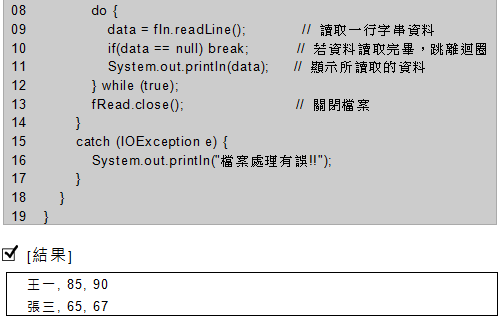 08 do {
09 data = fIn.readLine(); // 讀取一行字串資料
10 if(data == null) break; // 若資料讀取完畢，跳離迴圈
11 System.out.println(data); // 顯示所讀取的資料
12 } while (true);
13 fRead.close(); // 關閉檔案
14 }
15 catch (IOException e) {
16 System.out.println("檔案處理有誤!!");
17 }
18 }
19 }
[結果]
王一, 85, 90
張三, 65, 67